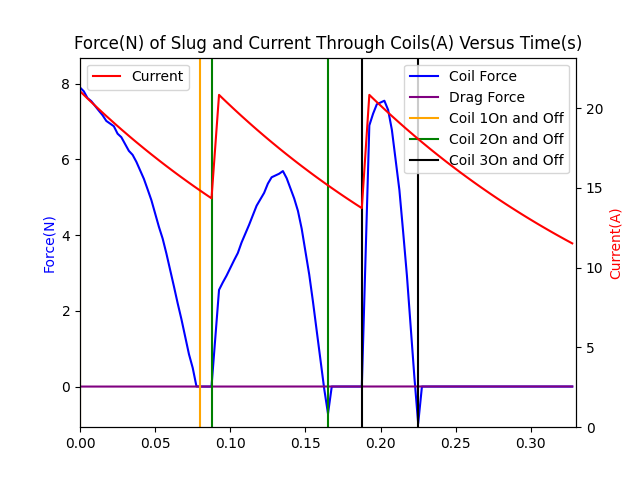 Force(N) of Slug and Current Through Coils(A) Versus Time(s)
Current
Coil Force
Drag Force
Coil 1On and Off
Coil 2On and Off
Coil 3On and Off
Force(N)
8
6
4
2
0
Current(A)
20
15
10
5
0
0.00 0.05 0.10 0.15 0.20 0.25 0.30